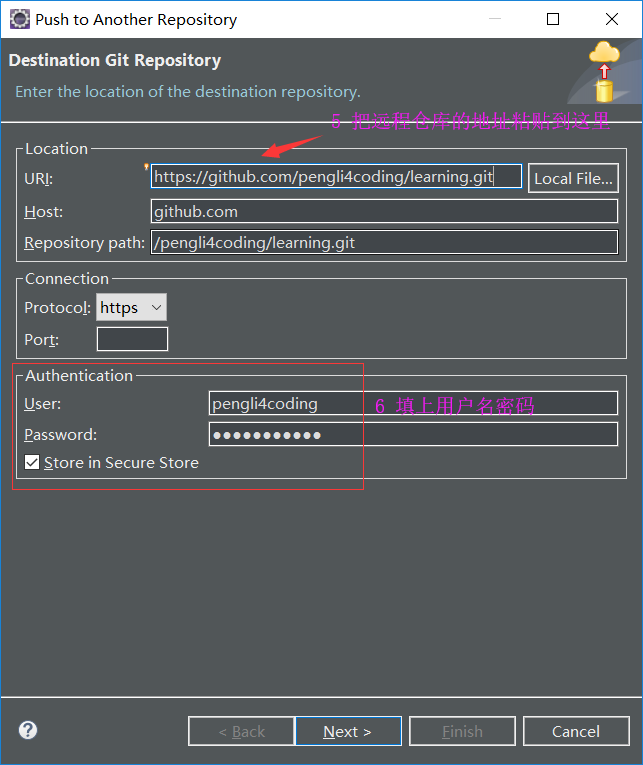 Push to Another Repository
Destination Git Repository
Enter the location of the destination repository.
5 把远程仓库的地址粘贴到这里
Location
URI: https://github.com/pengli4coding/learning.git Local File...
Host: github.com
Repository path: /pengli4coding/learning.git
Connection
Protocol: https
Port:
Authentication
User: pengli4coding 6 填上用户名密码
Password: ●●●●●●●●●●●
Store in Secure Store
? < Back Next > Finish Cancel